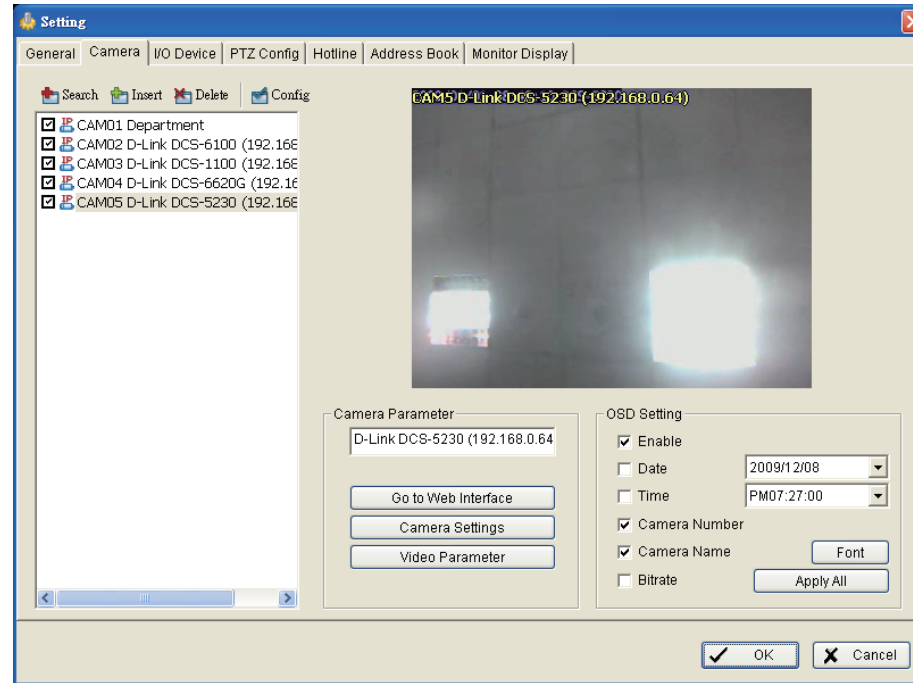 Setting
General Camera I/O Device PTZ Config Hotline Address Book Monitor Display
Search Insert Delete Config
CAM01 Department
CAM02 D-Link DCS-6100 (192.168
CAM03 D-Link DCS-1100 (192.168
CAM04 D-Link DCS-6620G (192.16
CAM05 D-Link DCS-5230 (192.168
CAM5 D-Link DCS-5230 (192.168.0.64)
Camera Parameter
D-Link DCS-5230 (192.168.0.64
Go to Web Interface
Camera Settings
Video Parameter
OSD Setting
Enable
Date 2009/12/08
Time PM07:27:00
Camera Number
Camera Name Font
Bitrate Apply All
OK Cancel